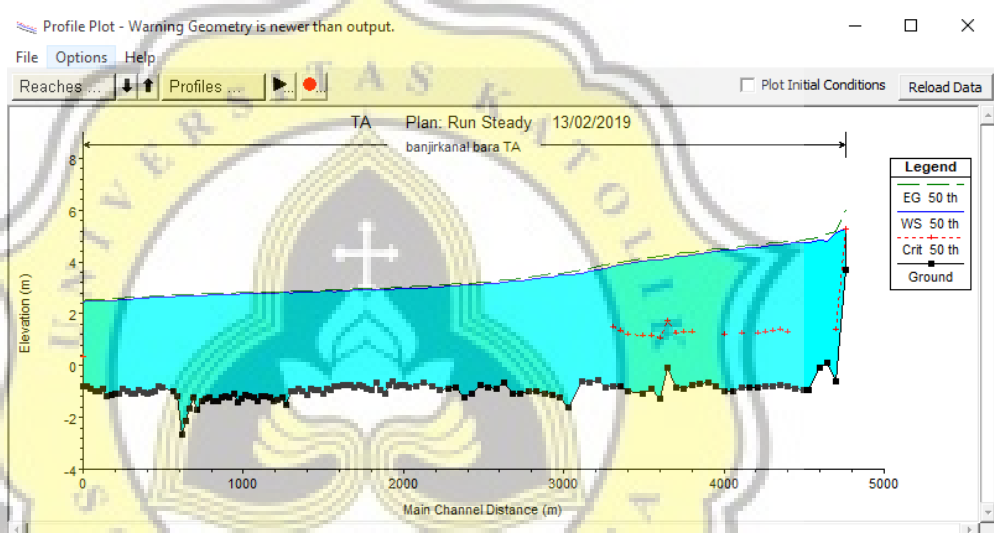 Profile Plot - Warning Geometry is newer than output.
File Options Help
Reaches ... Profiles ... Plot Initial Conditions Reload Data
TA Plan: Run Steady 13/02/2019
banjirkanal bara TA
Legend
EG 50 th
WS 50 th
Crit 50 th
Ground
Elevation (m)
8
6
4
2
0
-2
-4
0 1000 2000 3000 4000 5000
Main Channel Distance (m)